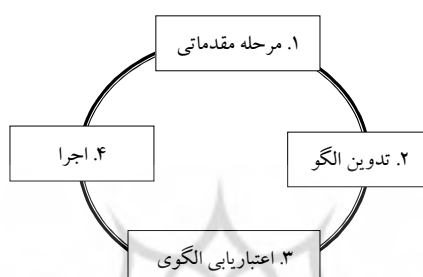 ۱. مرحله مقدماتی
۲. تدوین الگو
۳. اعتباریابی الگوی
۴. اجرا